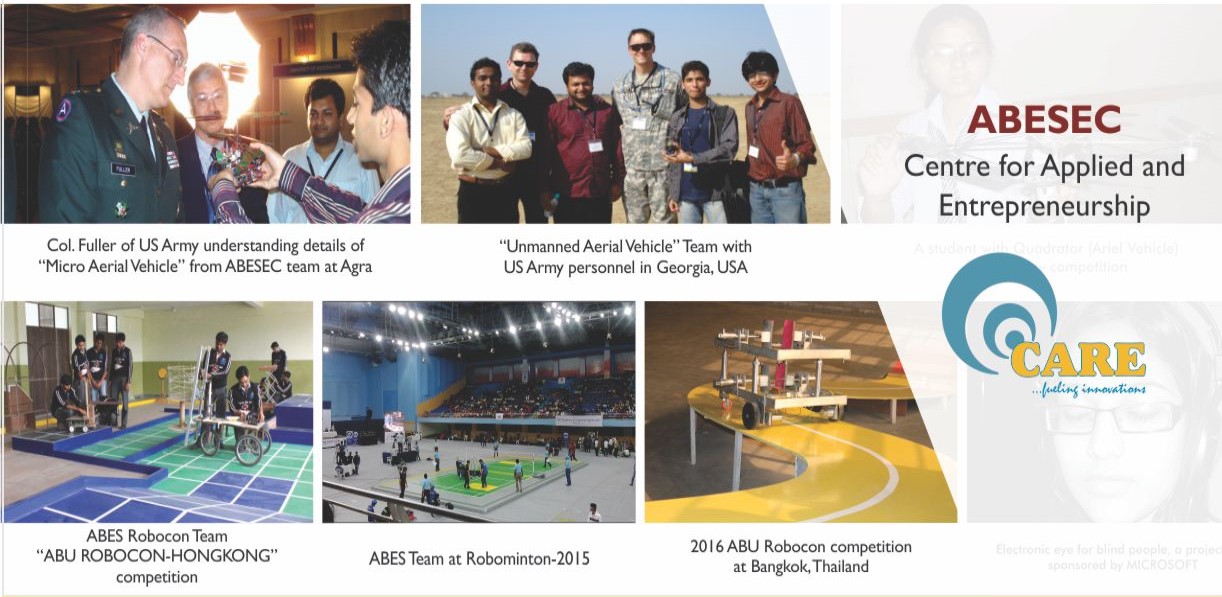 ABESEC
Centre for Applied and
Entrepreneurship
FULLER
Col. Fuller of US Army understanding details of
“Micro Aerial Vehicle” from ABESEC team at Agra
“Unmanned Aerial Vehicle” Team with
US Army personnel in Georgia, USA
A student with Quadrator (Ariel Vehicle)
competition
CARE
...fueling innovations
ABES Robocon Team
“ABU ROBOCON-HONGKONG”
competition
ABES Team at Robominton-2015
2016 ABU Robocon competition
at Bangkok, Thailand
Electronic eye for blind people, a project
sponsored by MICROSOFT